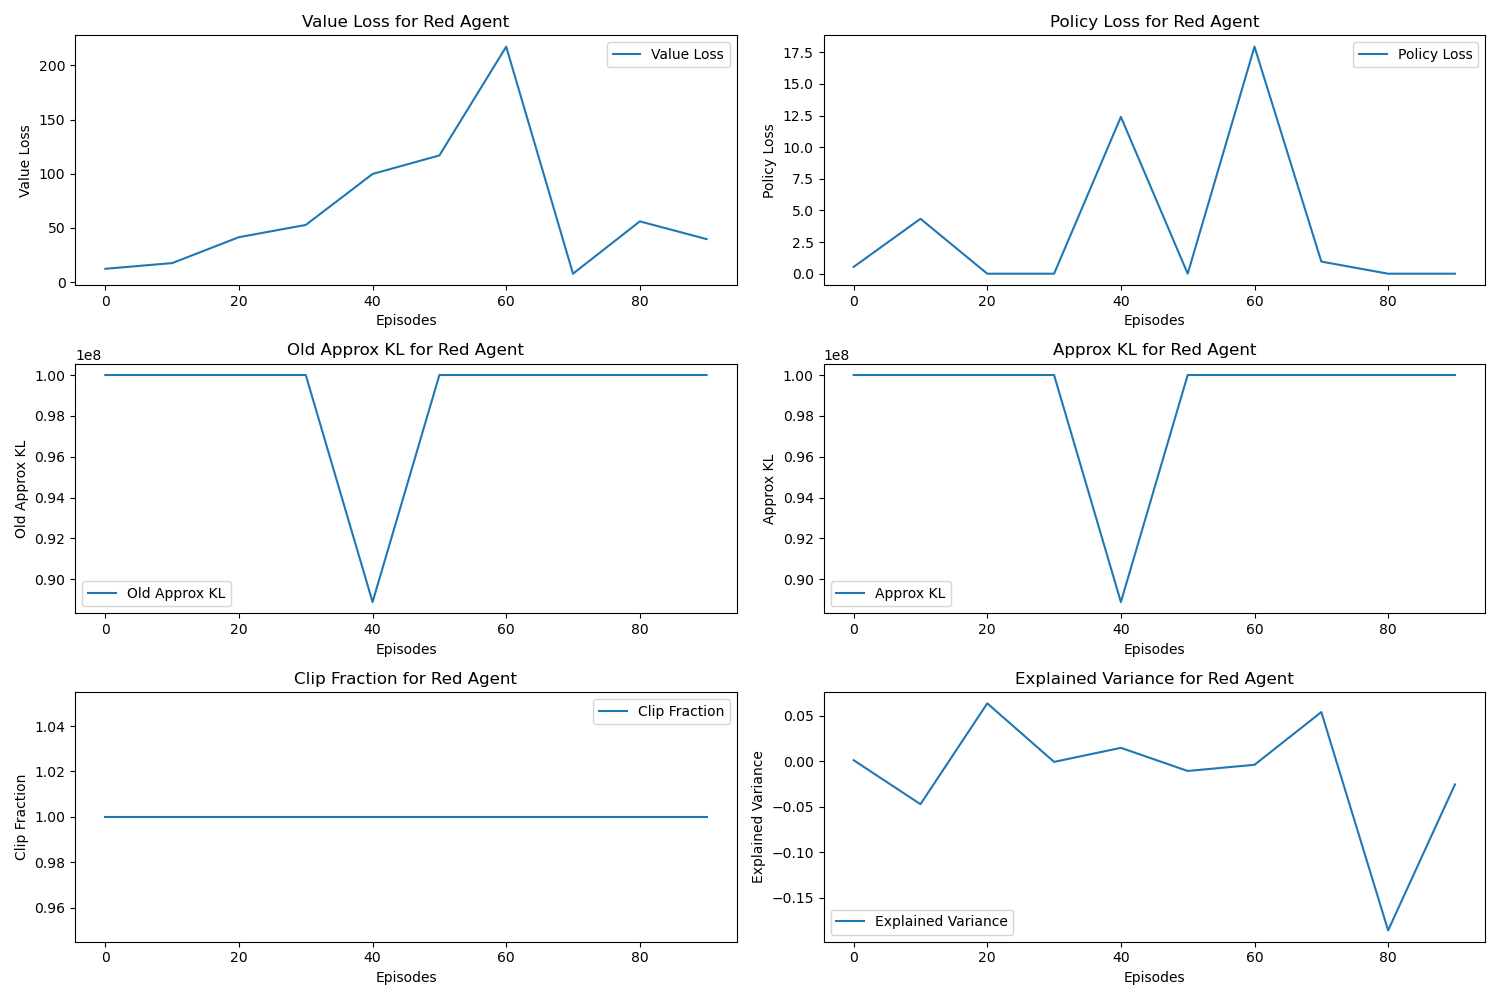 Value Loss for Red Agent
Value Loss
200
150
100
50
0
Value Loss
0 20 40 60 80
Episodes
Policy Loss for Red Agent
Policy Loss
17.5
15.0
12.5
10.0
7.5
5.0
2.5
0.0
Policy Loss
0 20 40 60 80
Episodes
Old Approx KL for Red Agent
1e8
1.00
0.98
0.96
0.94
0.92
0.90
Old Approx KL
Old Approx KL
0 20 40 60 80
Episodes
Approx KL for Red Agent
1e8
1.00
0.98
0.96
0.94
0.92
0.90
Approx KL
Approx KL
0 20 40 60 80
Episodes
Clip Fraction for Red Agent
Clip Fraction
1.04
1.02
1.00
0.98
0.96
Clip Fraction
0 20 40 60 80
Episodes
Explained Variance for Red Agent
0.05
0.00
−0.05
−0.10
−0.15
Explained Variance
Explained Variance
0 20 40 60 80
Episodes